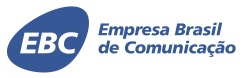 EBC
Empresa Brasil
de Comunicação